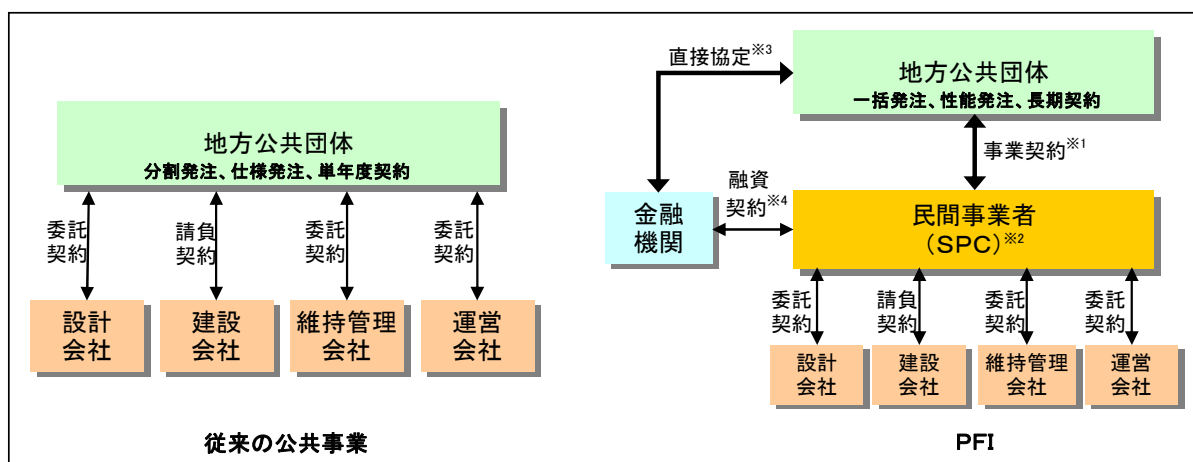 地方公共団体
分割発注、仕様発注、単年度契約
委託
契約
請負
契約
委託
契約
委託
契約
設計
会社
建設
会社
維持管理
会社
運営
会社
従来の公共事業
直接協定※3
地方公共団体
一括発注、性能発注、長期契約
事業契約※1
融資
契約※4
金融
機関
民間事業者
（SPC）※2
委託
契約
請負
契約
委託
契約
委託
契約
設計
会社
建設
会社
維持管理
会社
運営
会社
PFI